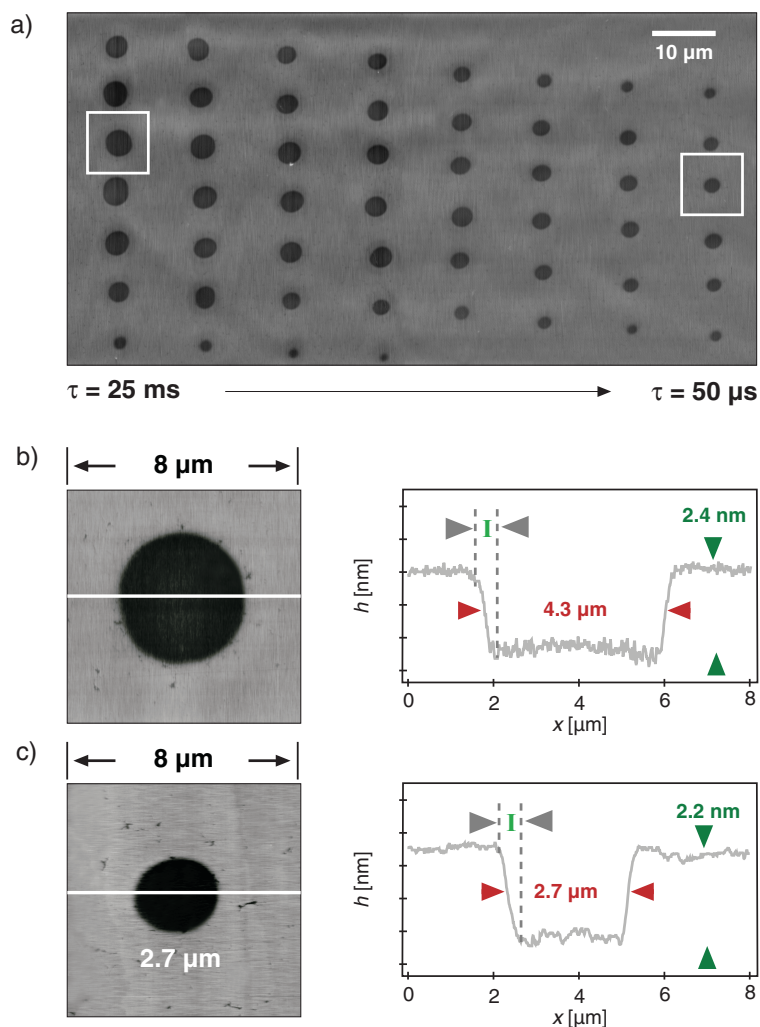 a)
10 µm
τ = 25 ms
τ = 50 µs
b)
8 µm
2.4 nm
I
h [nm]
4.3 µm
0
2
4
6
8
x [µm]
c)
8 µm
2.2 nm
I
h [nm]
2.7 µm
2.7 µm
0
2
4
6
8
x [µm]